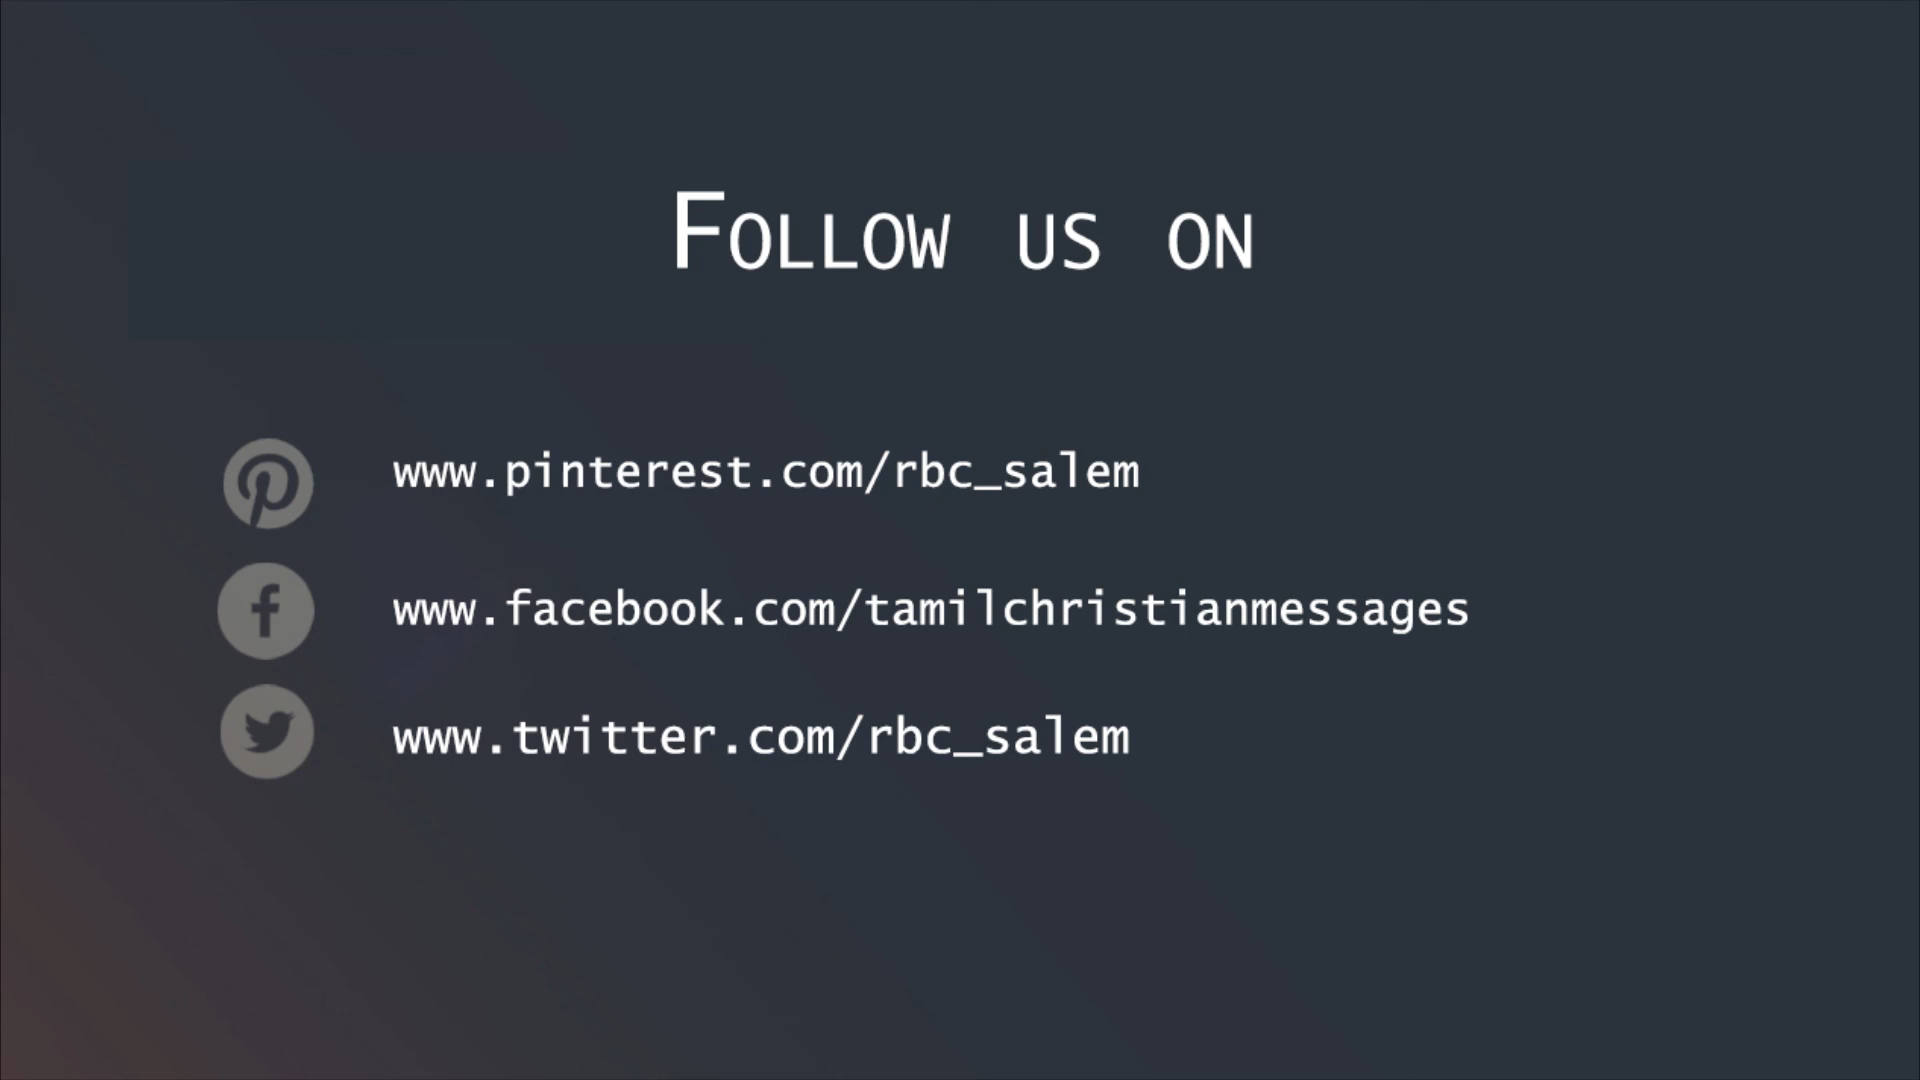 Follow us on
www.pinterest.com/rbc_salem
www.facebook.com/tamilchristianmessages
www.twitter.com/rbc_salem